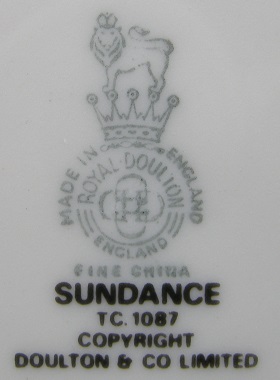 MADE IN ENGLAND
ROYAL·DOULTON
ENGLAND
FINE CHINA
SUNDANCE
TC. 1087
COPYRIGHT
DOULTON & CO LIMITED